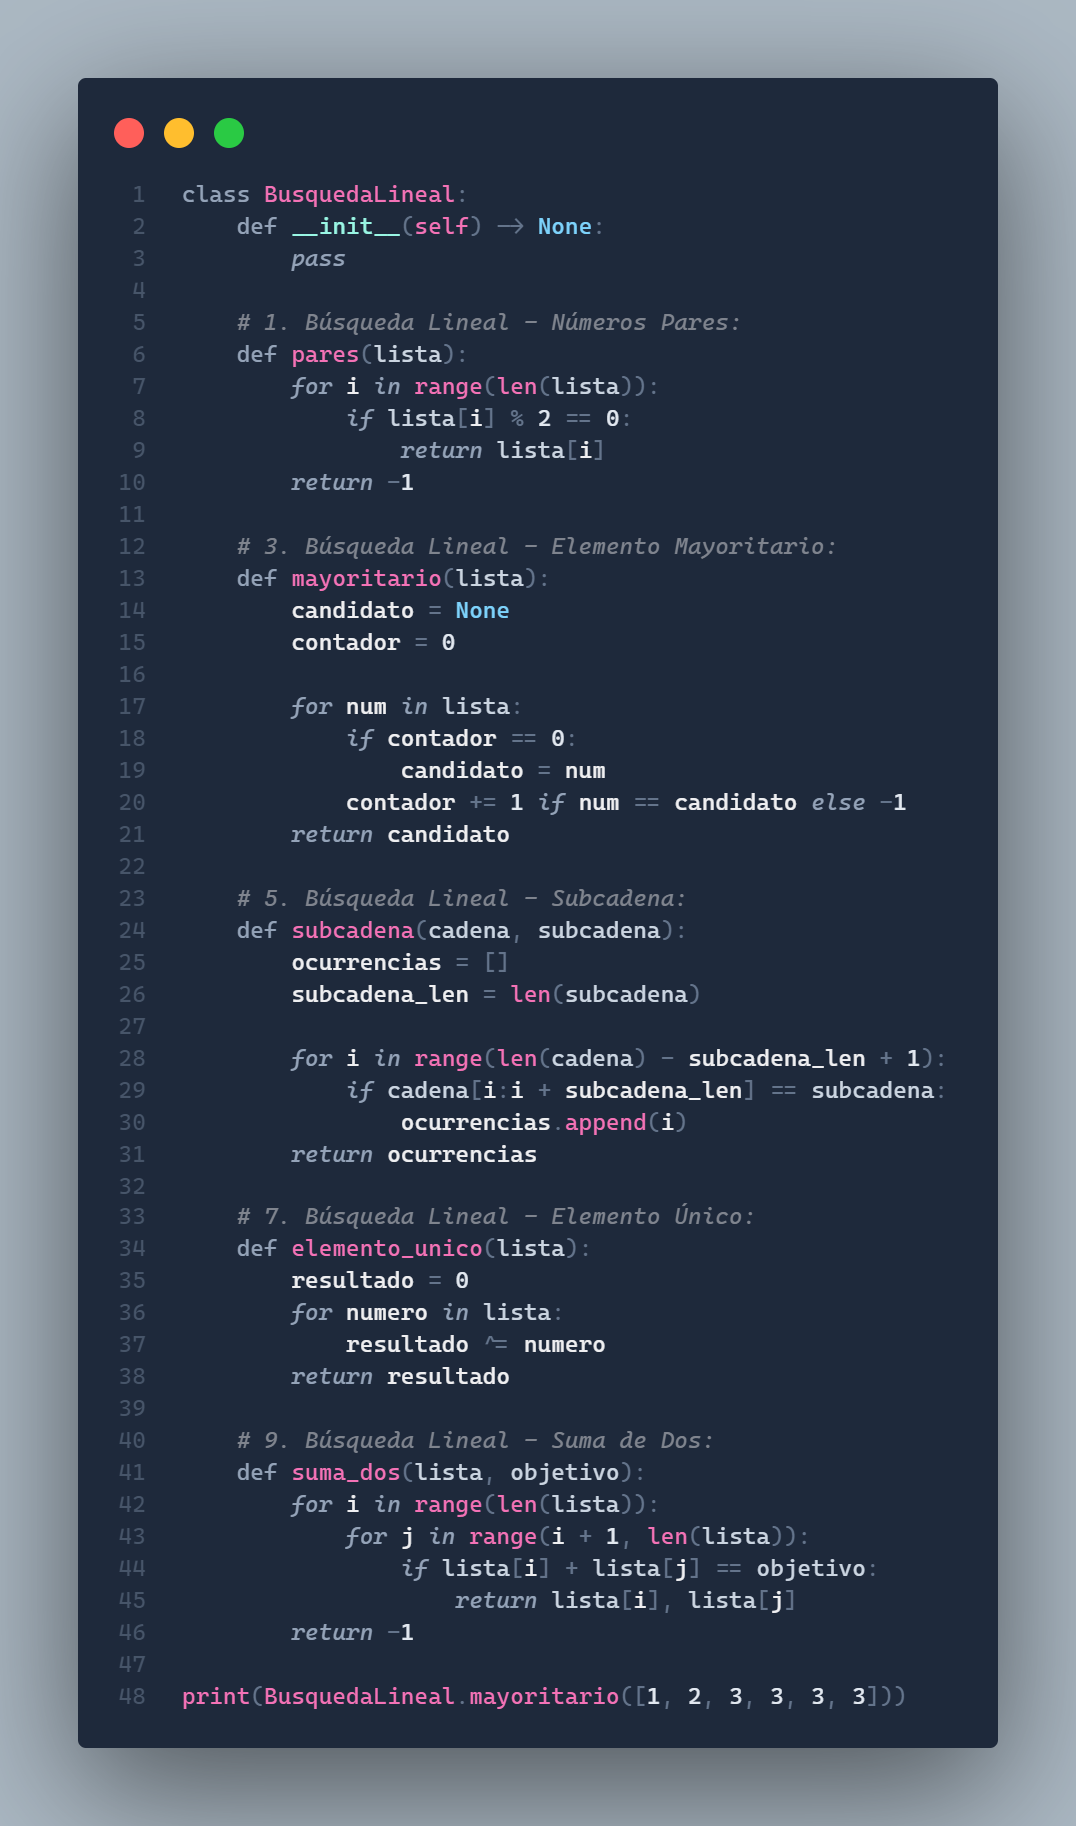 1 class BusquedaLineal:
2     def __init__(self) -> None:
3         pass
4
5     # 1. Búsqueda Lineal - Números Pares:
6     def pares(lista):
7         for i in range(len(lista)):
8             if lista[i] % 2 == 0:
9                 return lista[i]
10         return -1
11
12     # 3. Búsqueda Lineal - Elemento Mayoritario:
13     def mayoritario(lista):
14         candidato = None
15         contador = 0
16
17         for num in lista:
18             if contador == 0:
19                 candidato = num
20             contador += 1 if num == candidato else -1
21         return candidato
22
23     # 5. Búsqueda Lineal - Subcadena:
24     def subcadena(cadena, subcadena):
25         ocurrencias = []
26         subcadena_len = len(subcadena)
27
28         for i in range(len(cadena) - subcadena_len + 1):
29             if cadena[i:i + subcadena_len] == subcadena:
30                 ocurrencias.append(i)
31         return ocurrencias
32
33     # 7. Búsqueda Lineal - Elemento Único:
34     def elemento_unico(lista):
35         resultado = 0
36         for numero in lista:
37             resultado ^= numero
38         return resultado
39
40     # 9. Búsqueda Lineal - Suma de Dos:
41     def suma_dos(lista, objetivo):
42         for i in range(len(lista)):
43             for j in range(i + 1, len(lista)):
44                 if lista[i] + lista[j] == objetivo:
45                     return lista[i], lista[j]
46         return -1
47
48 print(BusquedaLineal.mayoritario([1, 2, 3, 3, 3, 3]))